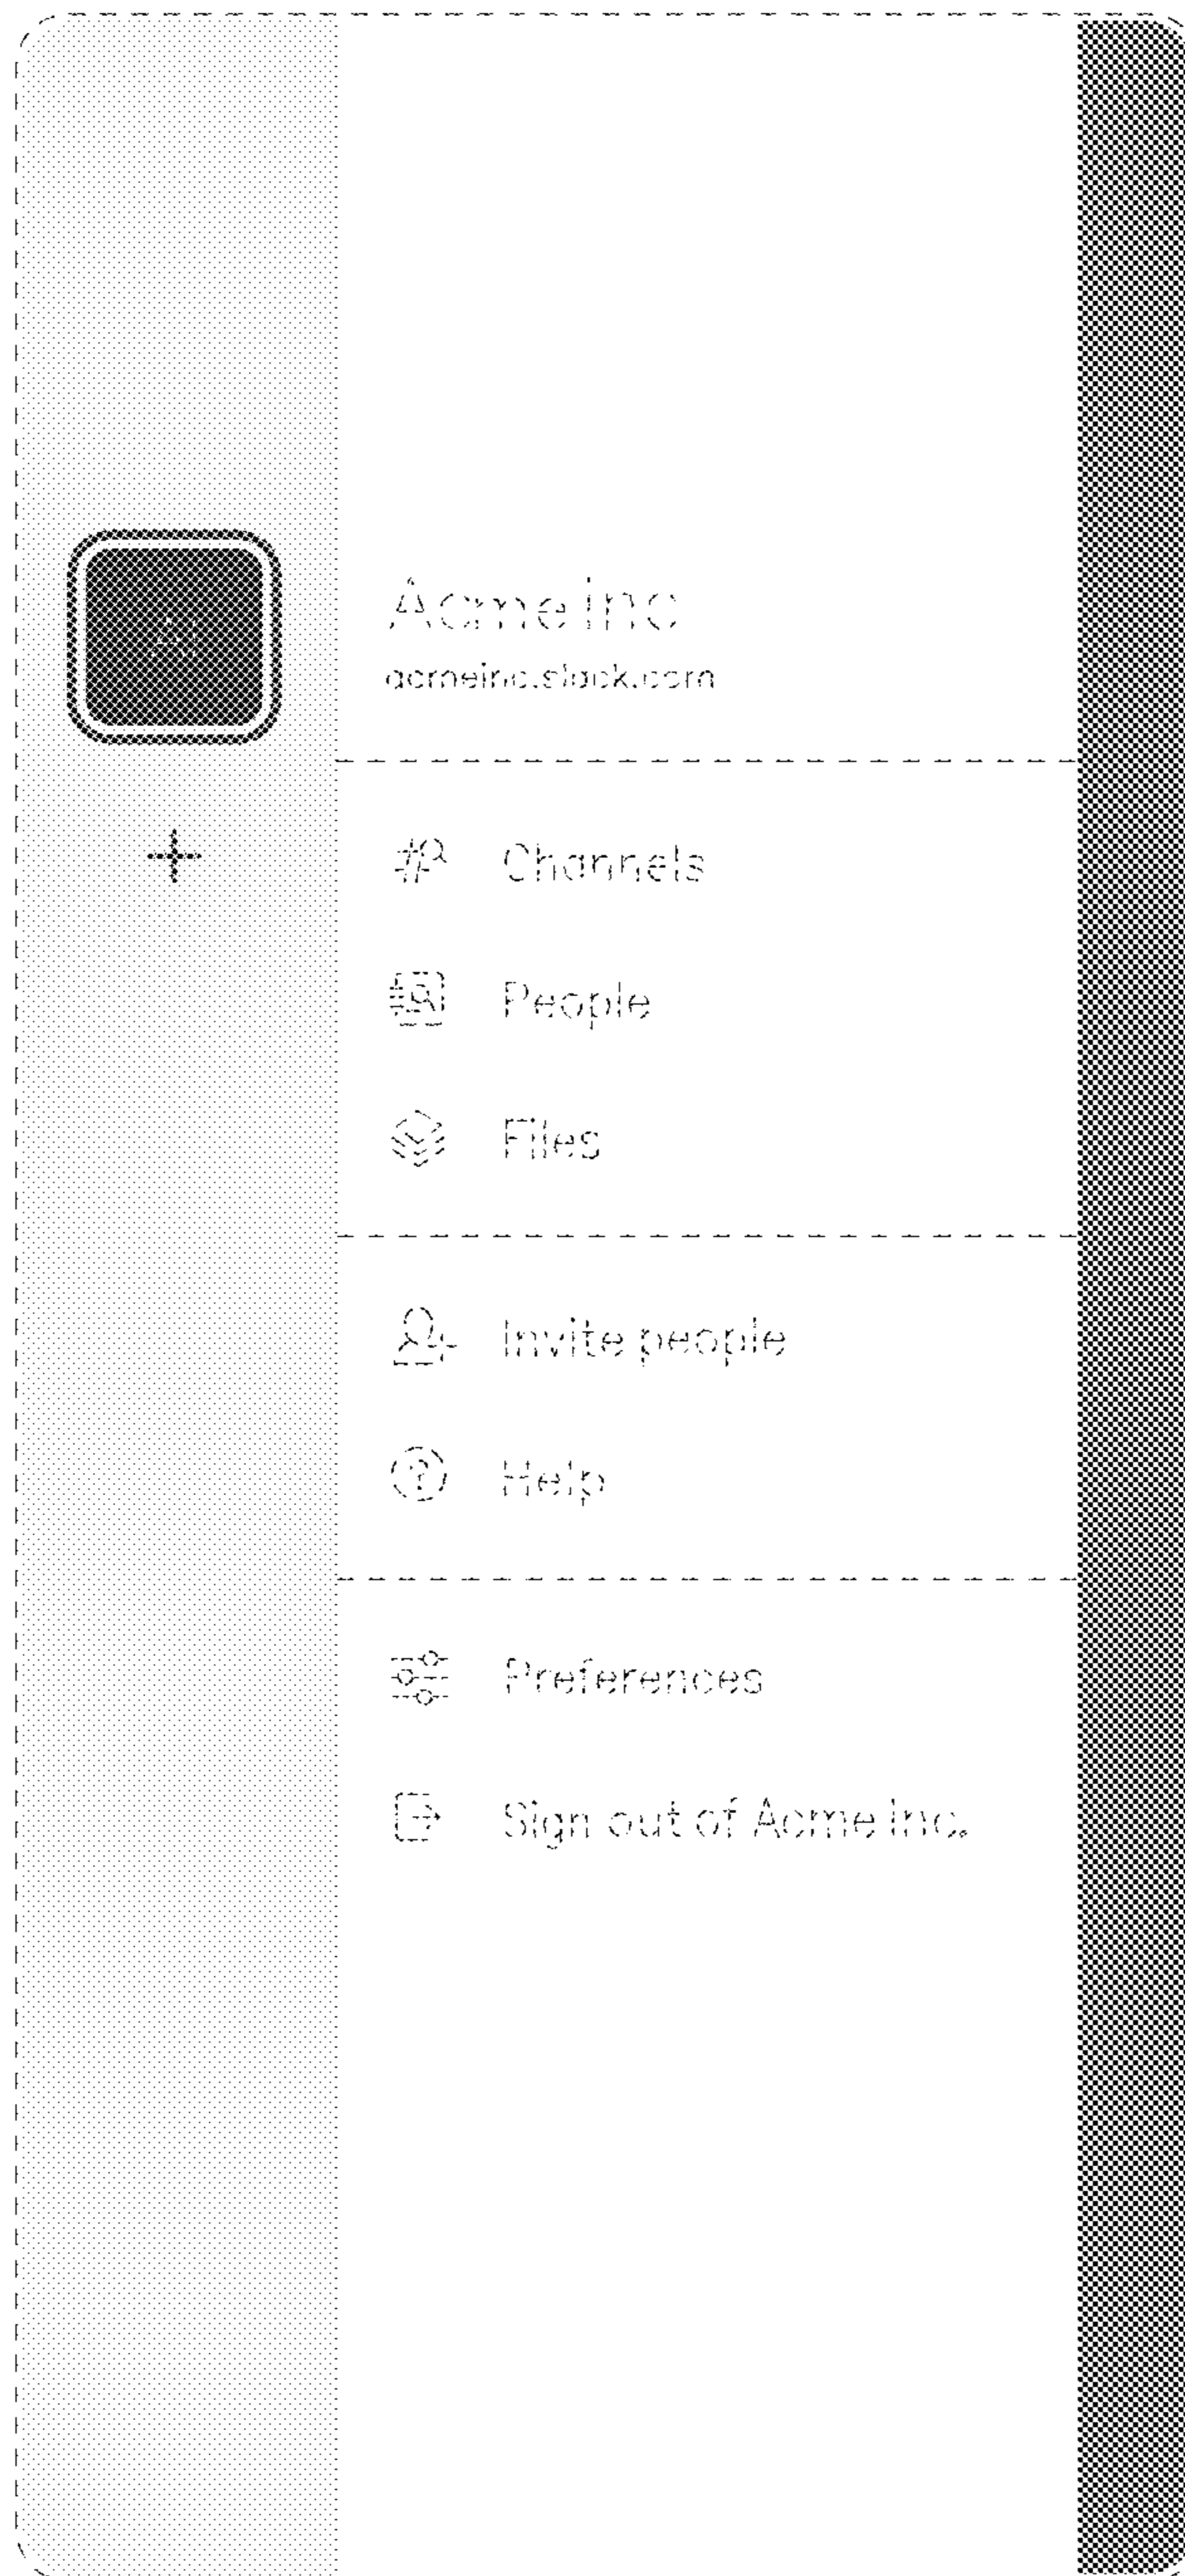 Acme Inc
acmeinc.slack.com
Channels
People
Files
Invite people
Help
Preferences
Sign out of Acme Inc.